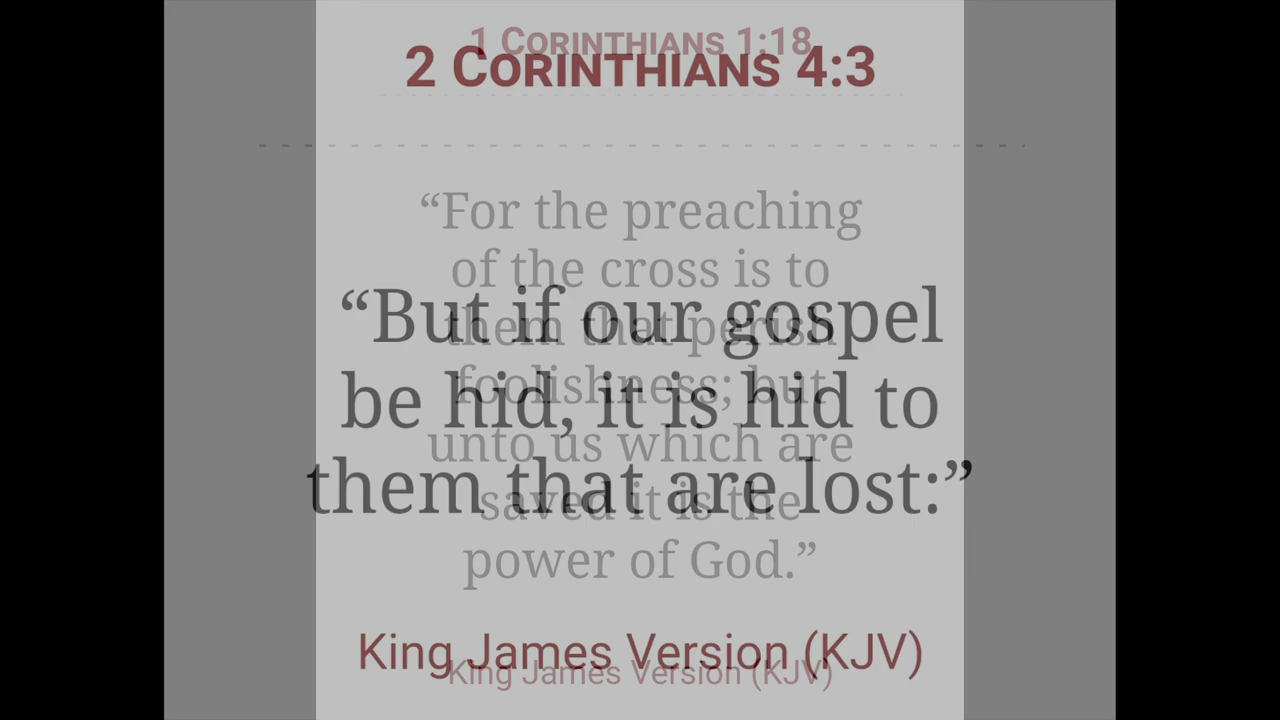 1 Corinthians 1:18
2 Corinthians 4:3
“For the preaching
of the cross is to
them that perish
foolishness; but
unto us which are
saved it is the
power of God.”
“But if our gospel
be hid, it is hid to
them that are lost:”
King James Version (KJV)
King James Version (KJV)